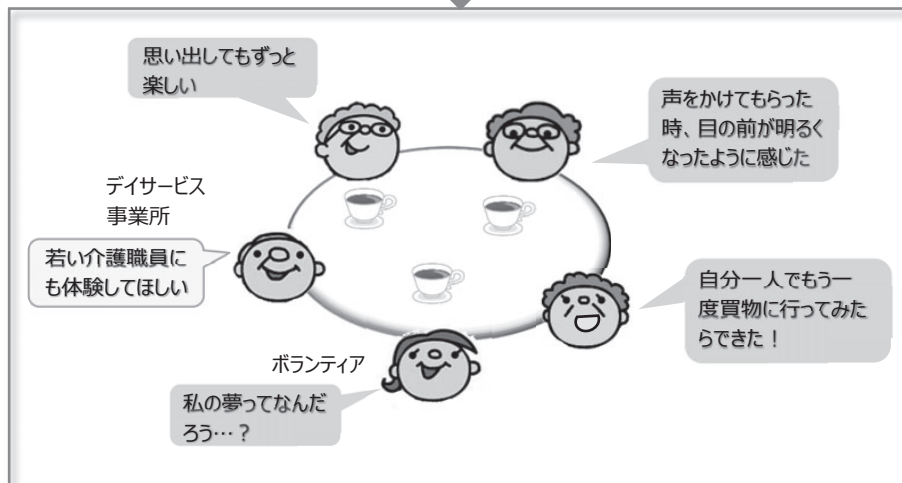 思い出してもずっと
楽しい
声をかけてもらった
時、目の前が明るく
なったように感じた
デイサービス
事業所
若い介護職員に
も体験してほしい
自分一人でもう一
度買物に行ってみた
らできた！
ボランティア
私の夢ってなんだ
ろう…？